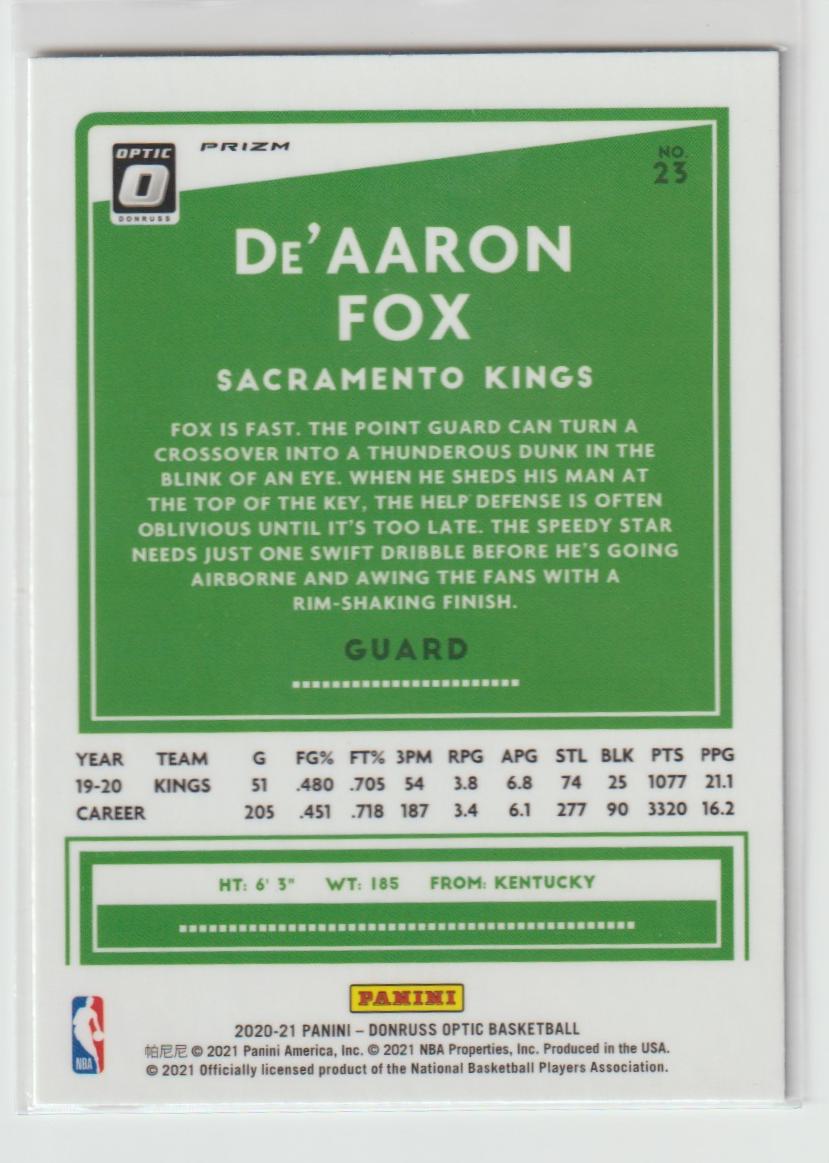 OPTIC
DONRUSS
PRIZM
NO.
23
DE'AARON
FOX
SACRAMENTO KINGS
FOX IS FAST. THE POINT GUARD CAN TURN A
CROSSOVER INTO A THUNDEROUS DUNK IN THE
BLINK OF AN EYE. WHEN HE SHEDS HIS MAN AT
THE TOP OF THE KEY, THE HELP DEFENSE IS OFTEN
OBLIVIOUS UNTIL IT'S TOO LATE. THE SPEEDY STAR
NEEDS JUST ONE SWIFT DRIBBLE BEFORE HE'S GOING
AIRBORNE AND AWING THE FANS WITH A
RIM-SHAKING FINISH.
GUARD
YEAR TEAM G FG% FT% 3PM RPG APG STL BLK PTS PPG
19-20 KINGS 51 .480 .705 54 3.8 6.8 74 25 1077 21.1
CAREER 205 .451 .718 187 3.4 6.1 277 90 3320 16.2
HT: 6' 3" WT: 185 FROM: KENTUCKY
PANINI
NBA
2020-21 PANINI – DONRUSS OPTIC BASKETBALL
帕尼尼 © 2021 Panini America, Inc. © 2021 NBA Properties, Inc. Produced in the USA.
© 2021 Officially licensed product of the National Basketball Players Association.